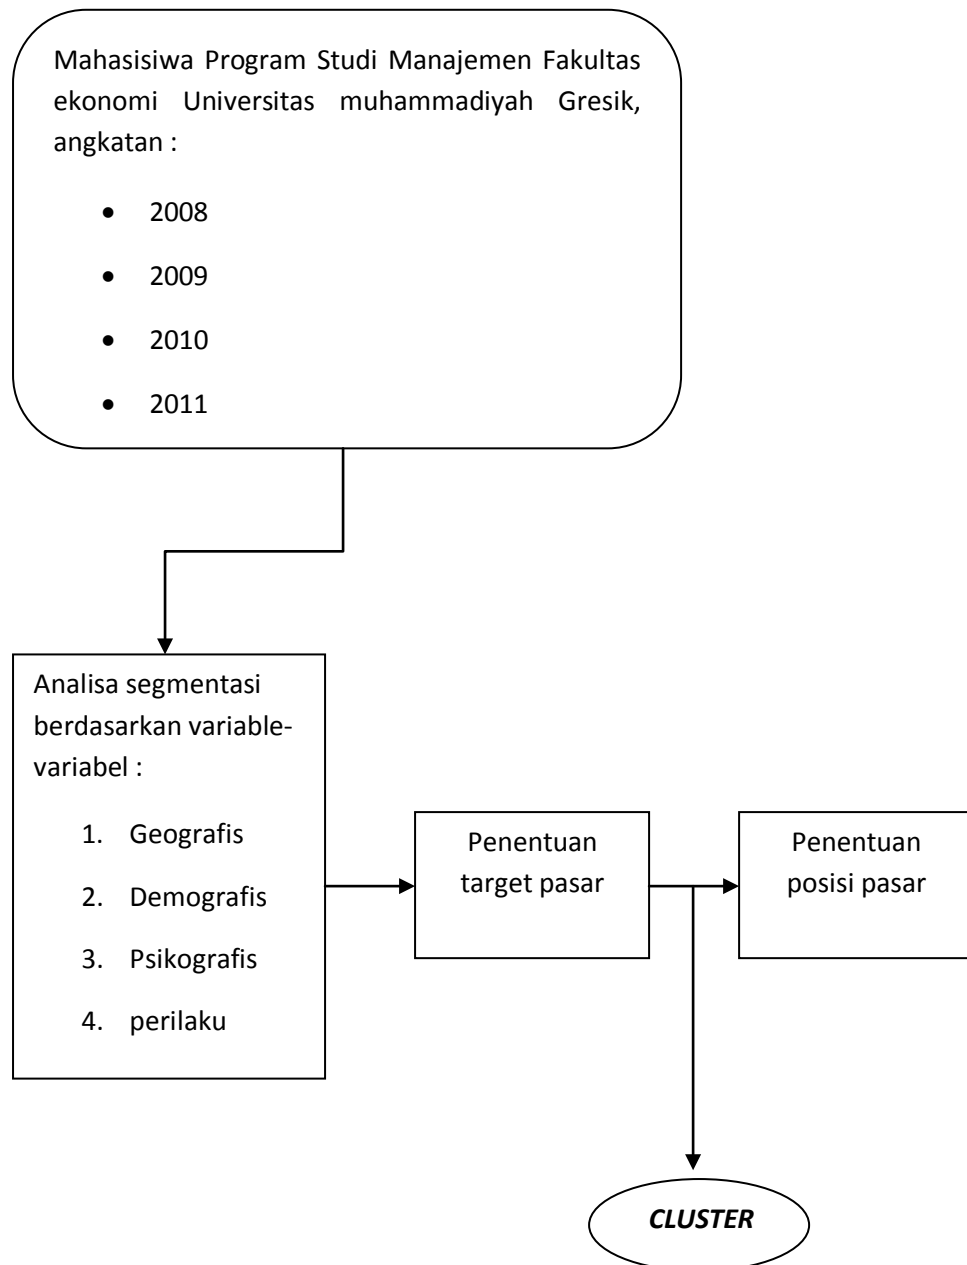 Mahasisiwa Program Studi Manajemen Fakultas
ekonomi Universitas muhammadiyah Gresik,
angkatan :
• 2008
• 2009
• 2010
• 2011
Analisa segmentasi
berdasarkan variable-
variabel :
1. Geografis
2. Demografis
3. Psikografis
4. perilaku
Penentuan
target pasar
Penentuan
posisi pasar
CLUSTER